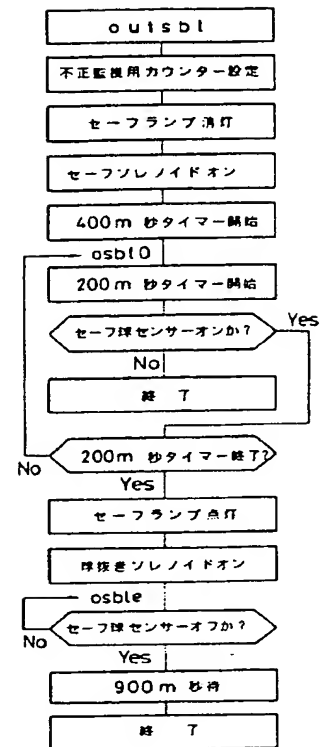 outsbl
不正監視用カウンター設定
セーフランプ消灯
セーフソレノイドオン
400m 秒タイマー開始
osbl0
200m 秒タイマー開始
セーフ球センサーオンか?
Yes
No
終 了
200m 秒タイマー終了?
No
Yes
セーフランプ点灯
球抜きソレノイドオン
osble
セーフ球センサーオフか?
No
Yes
900m 秒待
終 了